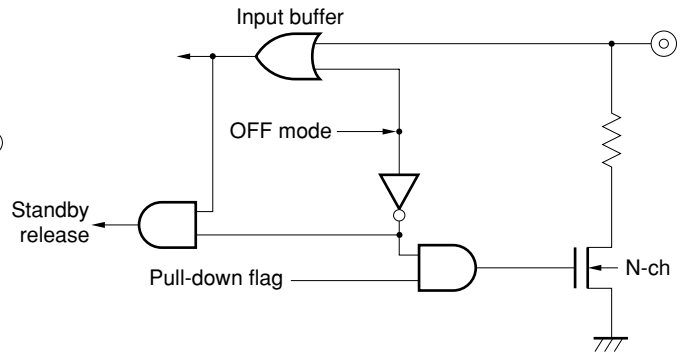 Input buffer
OFF mode
Standby
release
Pull-down flag
N-ch